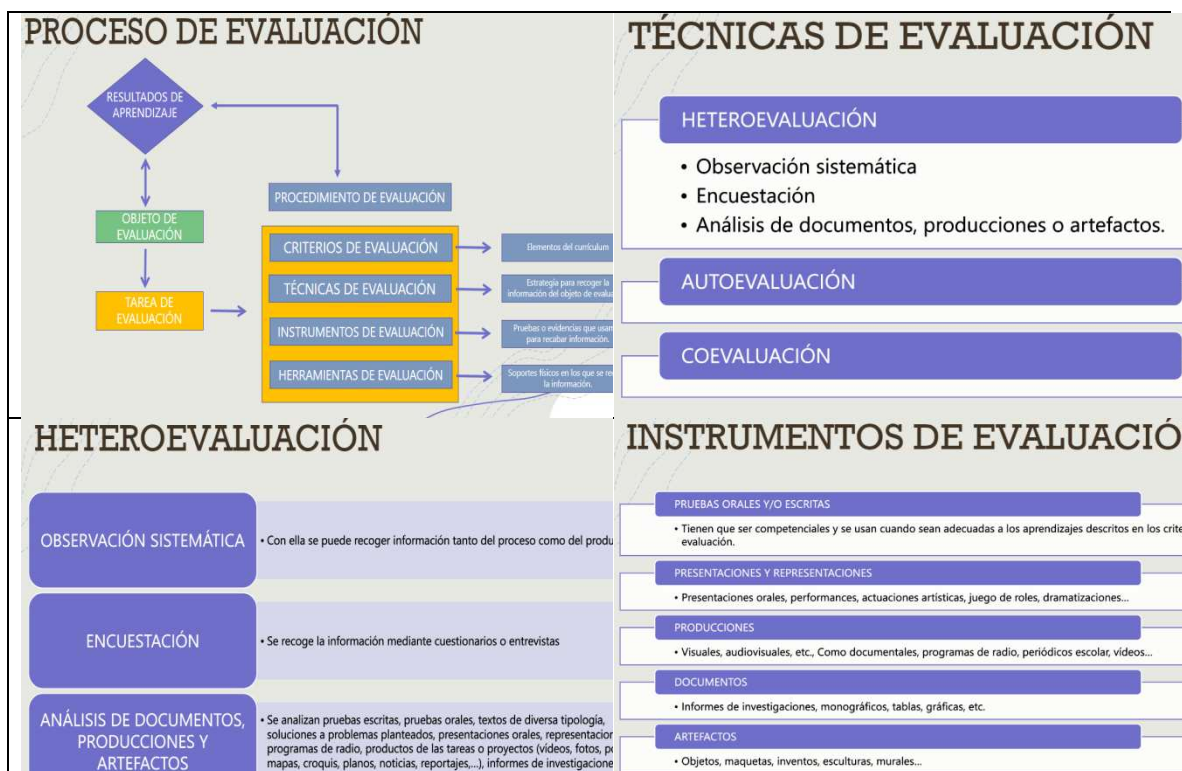 PROCESO DE EVALUACIÓN
RESULTADOS DE
APRENDIZAJE
OBJETO DE
EVALUACIÓN
TAREA DE
EVALUACIÓN
PROCEDIMIENTO DE EVALUACIÓN
CRITERIOS DE EVALUACIÓN
Elementos del currículum
TÉCNICAS DE EVALUACIÓN
Estrategia para recoger la
información del objeto de evalua
INSTRUMENTOS DE EVALUACIÓN
Pruebas o evidencias que usan
para recabar información.
HERRAMIENTAS DE EVALUACIÓN
Soportes físicos en los que se re
la información.
TÉCNICAS DE EVALUACIÓN
HETEROEVALUACIÓN
• Observación sistemática
• Encuestación
• Análisis de documentos, producciones o artefactos.
AUTOEVALUACIÓN
COEVALUACIÓN
HETEROEVALUACIÓN
OBSERVACIÓN SISTEMÁTICA
• Con ella se puede recoger información tanto del proceso como del produ
ENCUESTACIÓN
• Se recoge la información mediante cuestionarios o entrevistas
ANÁLISIS DE DOCUMENTOS,
PRODUCCIONES Y
ARTEFACTOS
• Se analizan pruebas escritas, pruebas orales, textos de diversa tipología,
soluciones a problemas planteados, presentaciones orales, representacion
programas de radio, productos de las tareas o proyectos (vídeos, fotos, pó
mapas, croquis, planos, noticias, reportajes,...), informes de investigacione
INSTRUMENTOS DE EVALUACIÓ
PRUEBAS ORALES Y/O ESCRITAS
• Tienen que ser competenciales y se usan cuando sean adecuadas a los aprendizajes descritos en los crite
evaluación.
PRESENTACIONES Y REPRESENTACIONES
• Presentaciones orales, performances, actuaciones artísticas, juego de roles, dramatizaciones...
PRODUCCIONES
• Visuales, audiovisuales, etc., Como documentales, programas de radio, periódicos escolar, vídeos...
DOCUMENTOS
• Informes de investigaciones, monográficos, tablas, gráficas, etc.
ARTEFACTOS
• Objetos, maquetas, inventos, esculturas, murales...